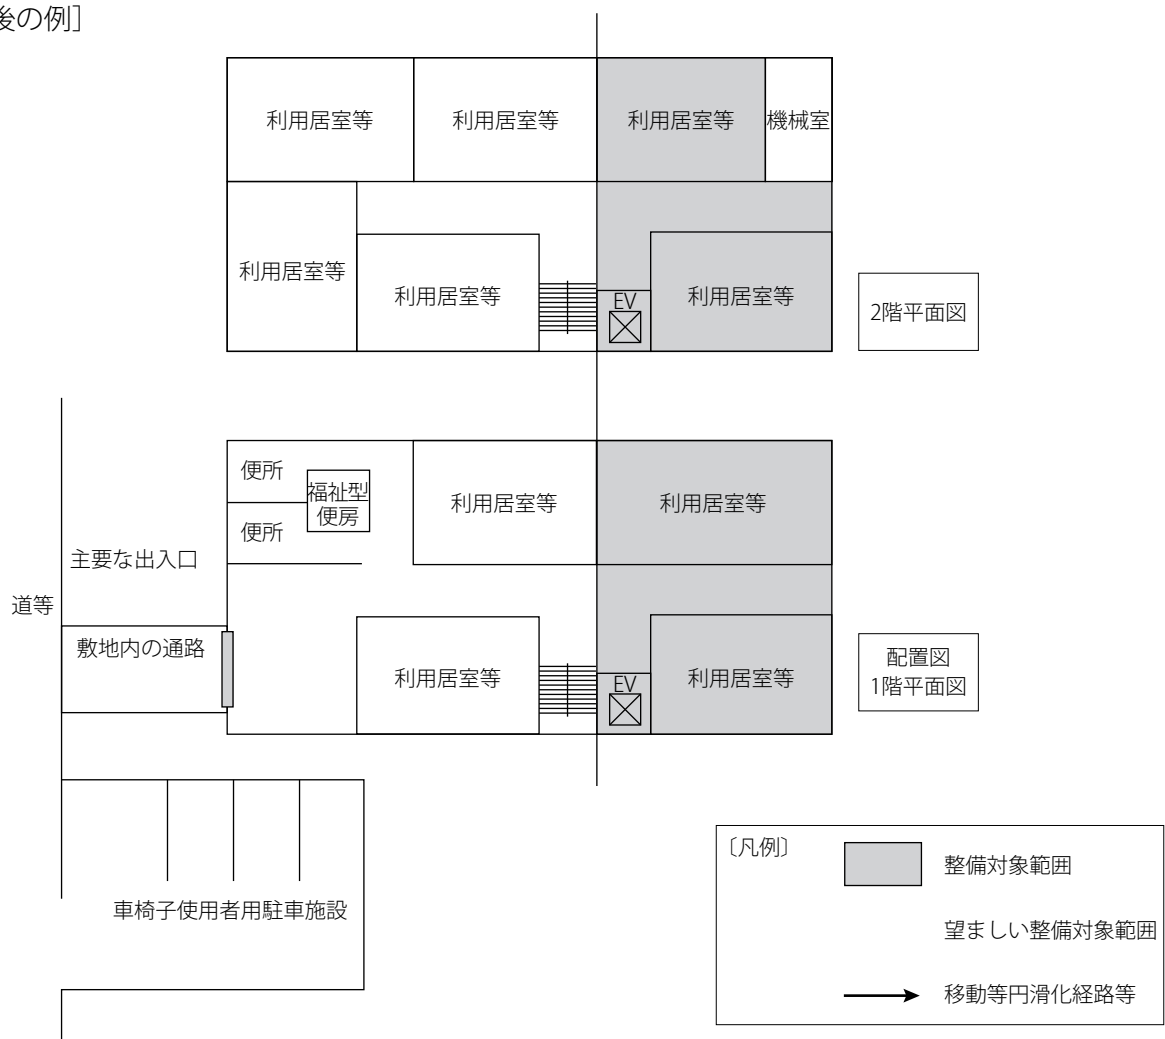 後の例］
利用居室等
利用居室等
利用居室等
機械室
利用居室等
利用居室等
EV
利用居室等
2階平面図
便所
福祉型
便房
便所
利用居室等
利用居室等
主要な出入口
道等
敷地内の通路
利用居室等
EV
利用居室等
配置図
1階平面図
車椅子使用者用駐車施設
〔凡例〕
整備対象範囲
望ましい整備対象範囲
移動等円滑化経路等